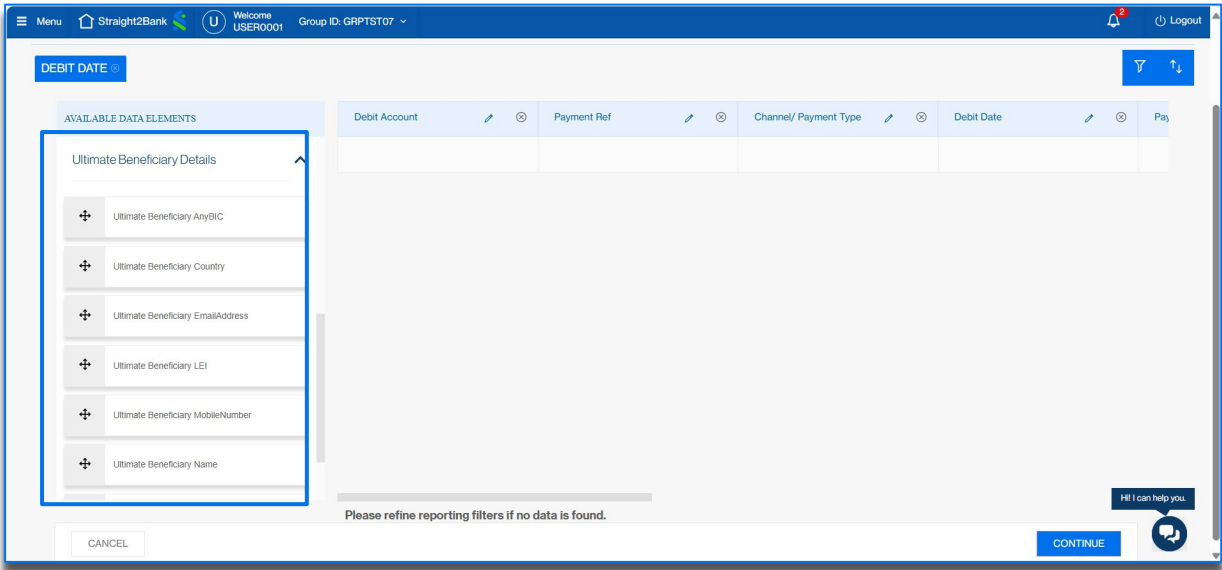 Menu Straight2Bank U Welcome USER0001 Group ID: GRPTST07 2 Logout
DEBIT DATE
AVAILABLE DATA ELEMENTS
Debit Account Payment Ref Channel/ Payment Type Debit Date Pay
Ultimate Beneficiary Details
Ultimate Beneficiary AnyBIC
Ultimate Beneficiary Country
Ultimate Beneficiary EmailAddress
Ultimate Beneficiary LEI
Ultimate Beneficiary MobileNumber
Ultimate Beneficiary Name
Hi! I can help you.
Please refine reporting filters if no data is found.
CANCEL CONTINUE